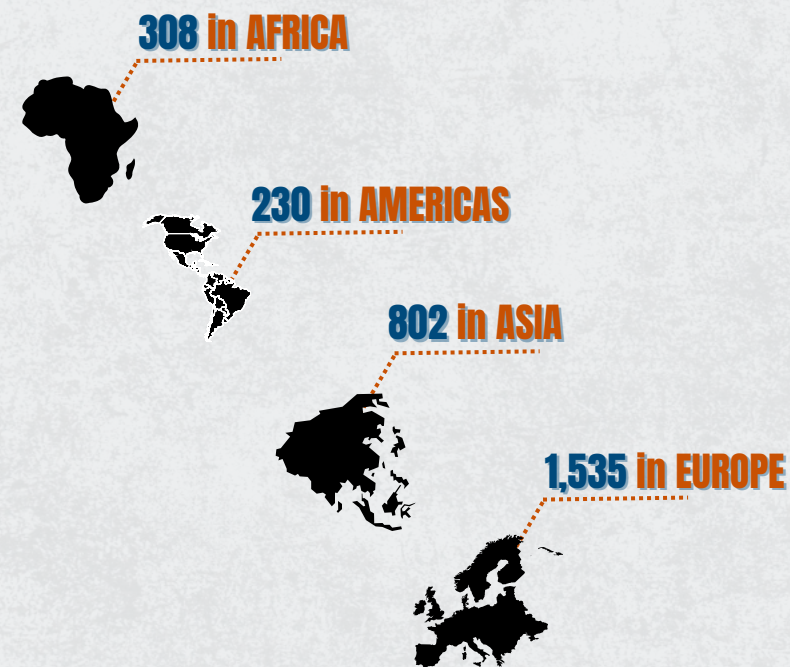 308 in AFRICA
230 in AMERICAS
802 in ASIA
1,535 in EUROPE